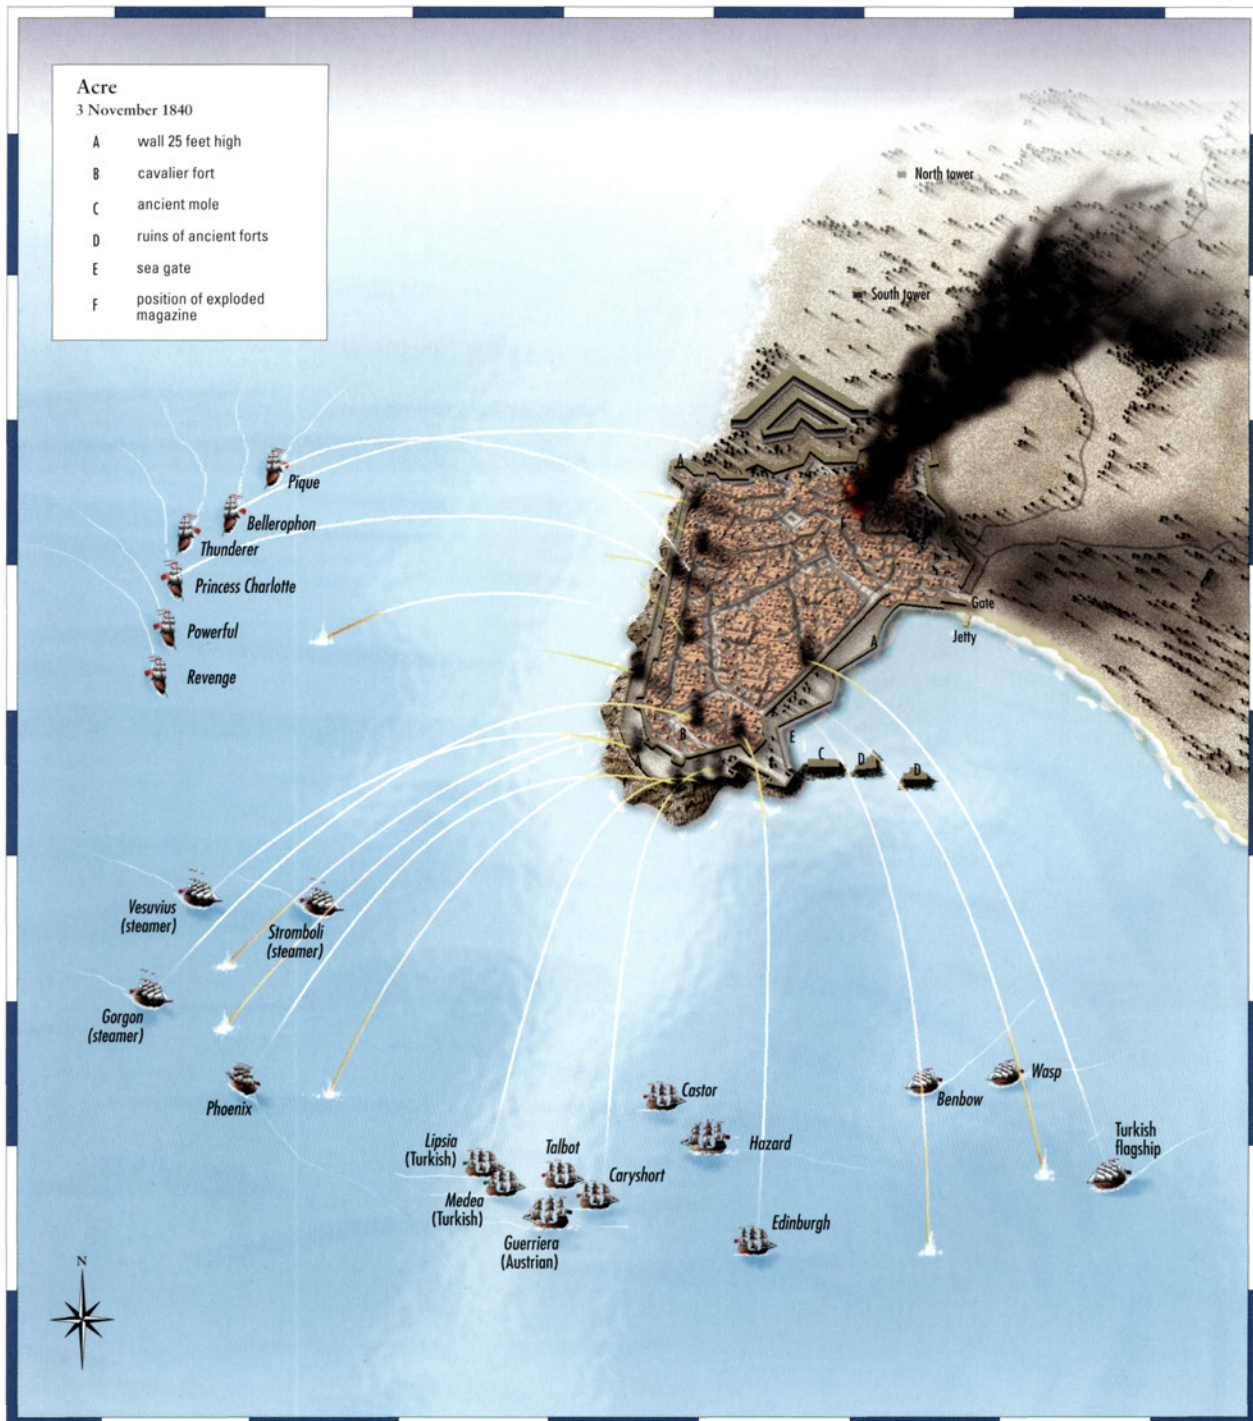 Acre
3 November 1840
A wall 25 feet high
B cavalier fort
C ancient mole
D ruins of ancient forts
E sea gate
F position of exploded
magazine
North tower
South tower
A
F
Pique
Bellerophon
Thunderer
Princess Charlotte
Powerful
Revenge
Gate
Jetty
A
B
E
A
C
D
D
Vesuvius
(steamer)
Stromboli
(steamer)
Gorgon
(steamer)
Phoenix
Castor
Hazard
Benbow
Wasp
Turkish
flagship
Lipsia
(Turkish)
Talbot
Caryshort
Medea
(Turkish)
Guerriera
(Austrian)
Edinburgh
N